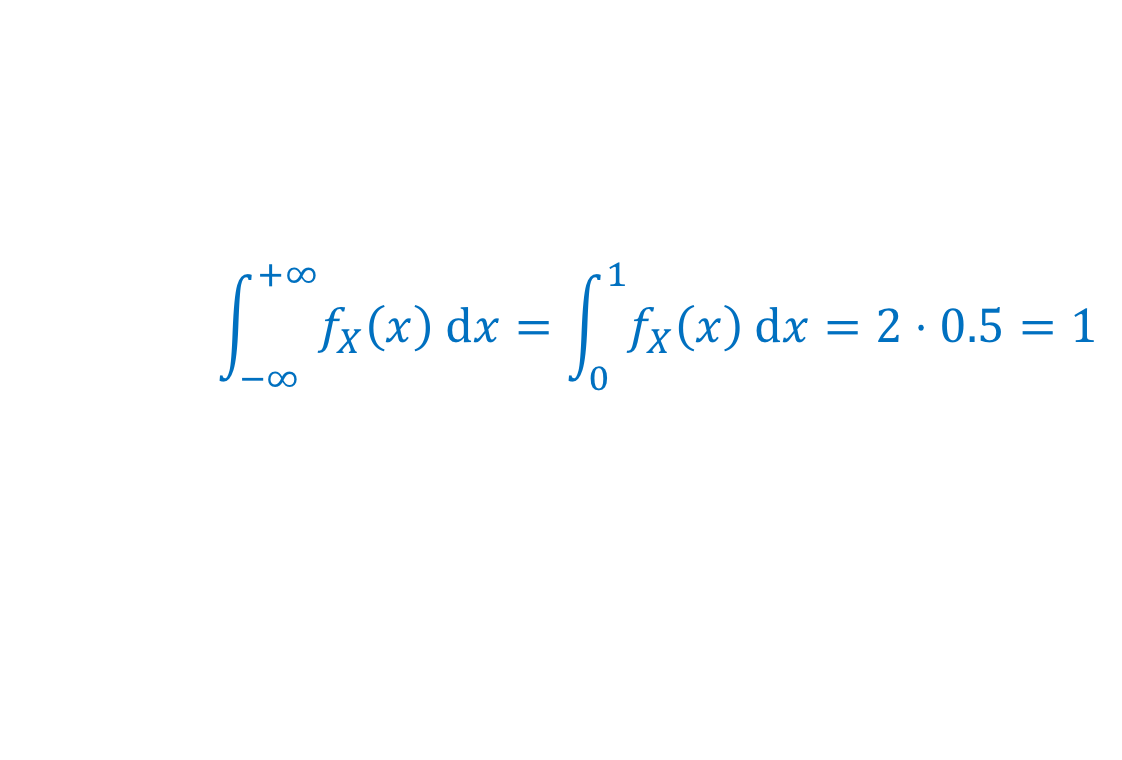 ∫_{−∞}^{+∞} f_X(x) dx = ∫_0^1 f_X(x) dx = 2 · 0.5 = 1